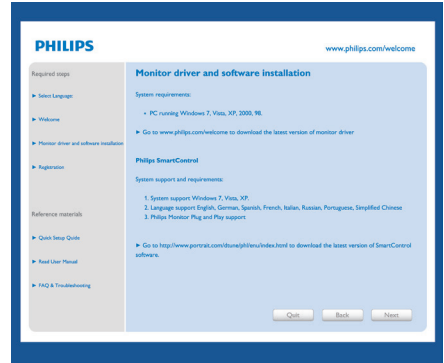 PHILIPS
www.philips.com/welcome
Required steps
► Select Language:
► Welcome
► Monitor driver and software installation
► Registration
Reference materials
► Quick Setup Guide
► Read User Manual
► FAQ & Troubleshooting
Monitor driver and software installation
System requirements:
• PC running Windows 7, Vista, XP, 2000, 98.
► Go to www.philips.com/welcome to download the latest version of monitor driver
Philips SmartControl
System support and requirements:
1. System support Windows 7, Vista, XP.
2. Language support English, German, Spanish, French, Italian, Russian, Portuguese, Simplified Chinese
3. Philips Monitor Plug and Play support
► Go to http://www.portrait.com/dtune/phl/enu/index.html to download the latest version of SmartControl
software.
Quit
Back
Next